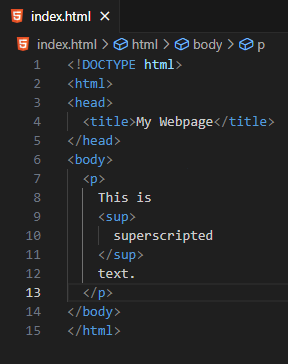 index.html ×
index.html > html > body > p
1 <!DOCTYPE html>
2 <html>
3 <head>
4   <title>My Webpage</title>
5 </head>
6 <body>
7   <p>
8     This is
9     <sup>
10       superscripted
11     </sup>
12     text.
13   </p>
14 </body>
15 </html>